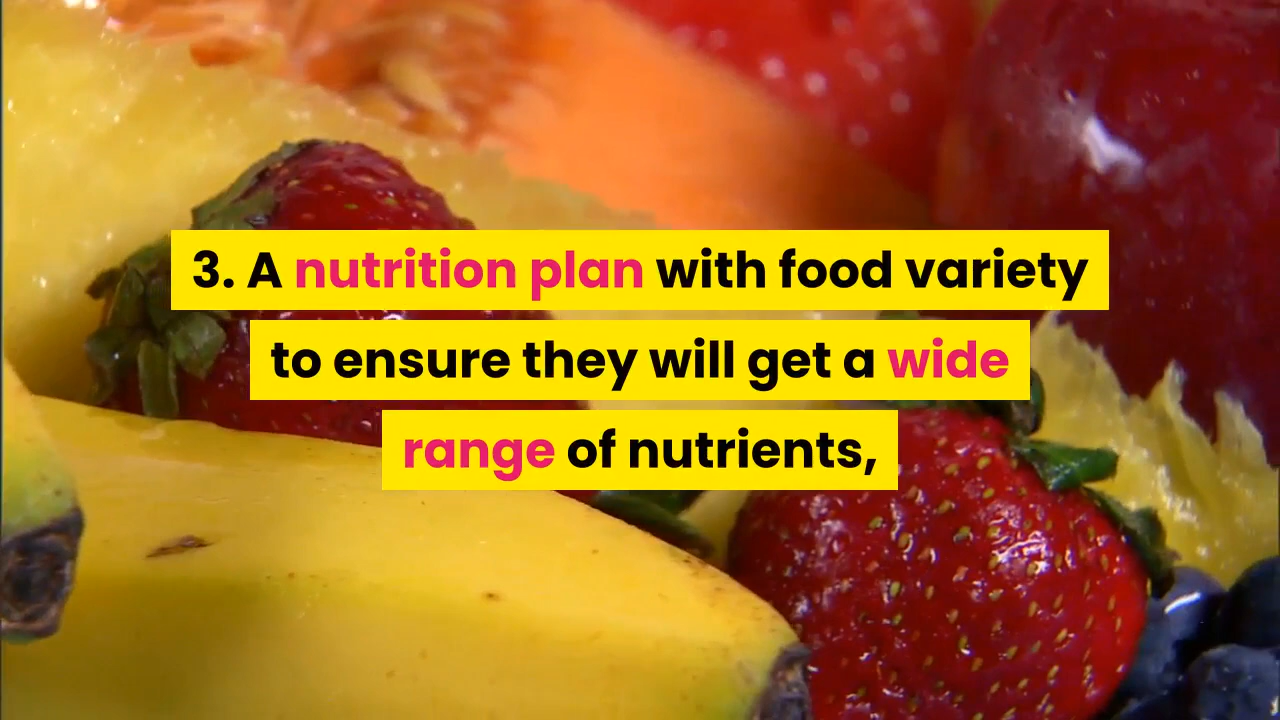 3. A nutrition plan with food variety
to ensure they will get a wide
range of nutrients,